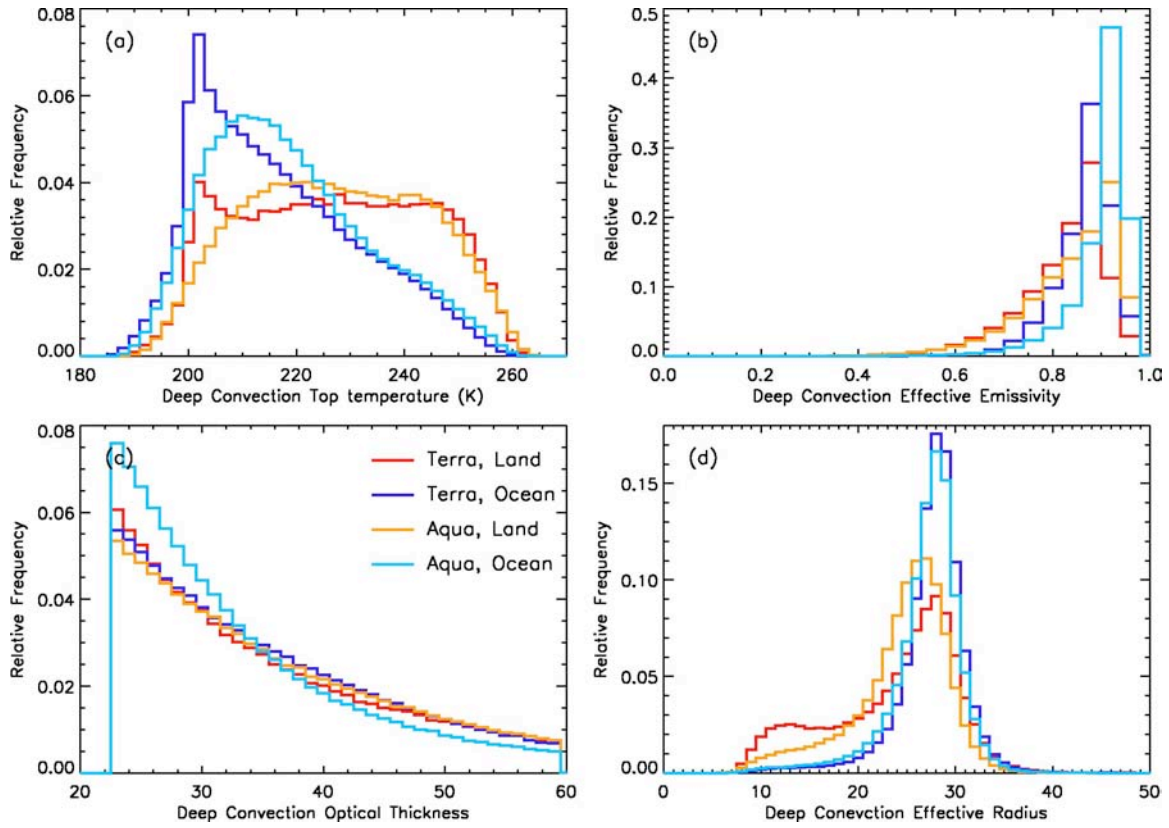 0.08
(a)
0.06
0.04
0.02
0.00
Relative Frequency
180 200 220 240 260
Deep Convection Top temperature (K)
0.5
(b)
0.4
0.3
0.2
0.1
0.0
Relative Frequency
0.0 0.2 0.4 0.6 0.8 1.0
Deep Convection Effective Emissivity
0.08
(c)
0.06
0.04
0.02
0.00
Relative Frequency
Terra, Land
Terra, Ocean
Aqua, Land
Aqua, Ocean
20 30 40 50 60
Deep Convection Optical Thickness
(d)
0.15
0.10
0.05
0.00
Relative Frequency
0 10 20 30 40 50
Deep Conevction Effective Radius